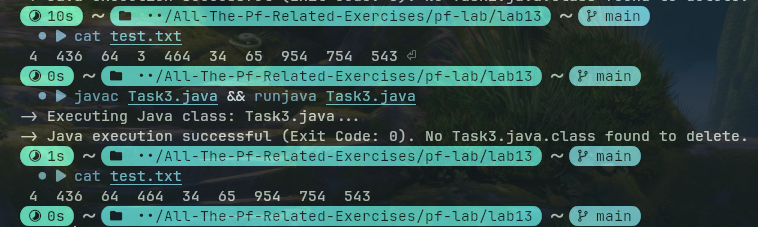 10s ~ ··/All-The-Pf-Related-Exercises/pf-lab/lab13 ~ main
cat test.txt
4 436 64 3 464 34 65 954 754 543 ⏎
0s ~ ··/All-The-Pf-Related-Exercises/pf-lab/lab13 ~ main
javac Task3.java && runjava Task3.java
—> Executing Java class: Task3.java...
—> Java execution successful (Exit Code: 0). No Task3.java.class found to delete.
1s ~ ··/All-The-Pf-Related-Exercises/pf-lab/lab13 ~ main
cat test.txt
4 436 64 464 34 65 954 754 543
0s ~ ··/All-The-Pf-Related-Exercises/pf-lab/lab13 ~ main